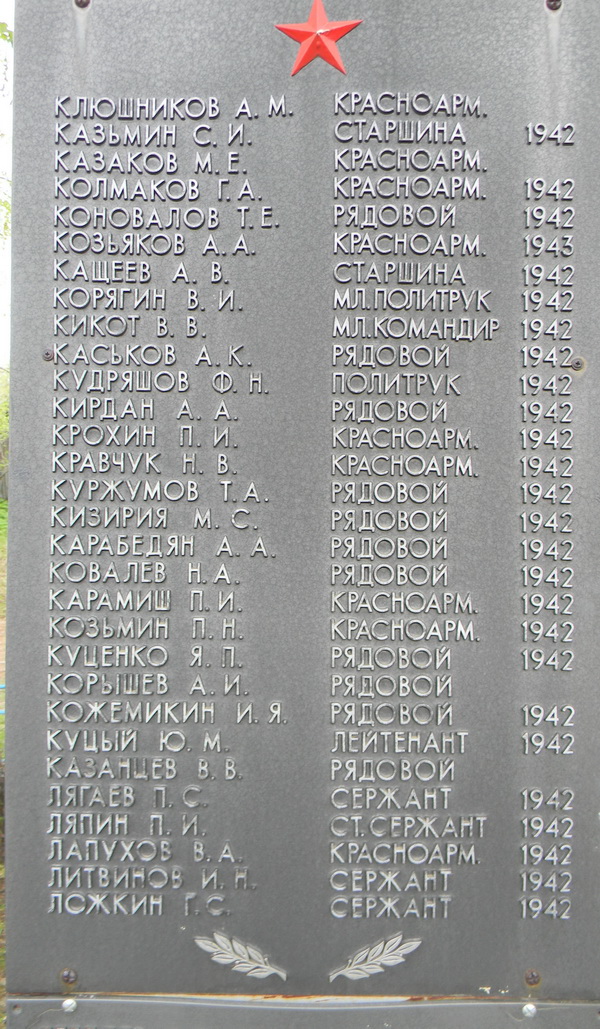 КЛЮШНИКОВ А. М. КРАСНОАРМ.
КАЗЬМИН С. И. СТАРШИНА 1942
КАЗАКОВ М. Е. КРАСНОАРМ.
КОЛМАКОВ Г. А. КРАСНОАРМ. 1942
КОНОВАЛОВ Т. Е. РЯДОВОЙ 1942
КОЗЬЯКОВ А. А. КРАСНОАРМ. 1943
КАЩЕЕВ А. В. СТАРШИНА 1942
КОРЯГИН В. И. МЛ. ПОЛИТРУК 1942
КИКОТ В. В. МЛ. КОМАНДИР 1942
КАСЬКОВ А. К. РЯДОВОЙ 1942
КУДРЯШОВ Ф. Н. ПОЛИТРУК 1942
КИРДАН А. А. РЯДОВОЙ 1942
КРОХИН П. И. КРАСНОАРМ. 1942
КРАВЧУК Н. В. КРАСНОАРМ. 1942
КУРЖУМОВ Т. А. РЯДОВОЙ 1942
КИЗИРИЯ М. С. РЯДОВОЙ 1942
КАРАБЕДЯН А. А. РЯДОВОЙ 1942
КОВАЛЕВ Н. А. РЯДОВОЙ 1942
КАРАМИШ П. И. КРАСНОАРМ. 1942
КОЗЬМИН П. Н. КРАСНОАРМ. 1942
КУЦЕНКО Я. П. РЯДОВОЙ 1942
КОРЫШЕВ А. И. РЯДОВОЙ
КОЖЕМИКИН И. Я. РЯДОВОЙ 1942
КУЦЫЙ Ю. М. ЛЕЙТЕНАНТ 1942
КАЗАНЦЕВ В. В. РЯДОВОЙ
ЛЯГАЕВ П. С. СЕРЖАНТ 1942
ЛЯПИН П. И. СТ. СЕРЖАНТ 1942
ЛАПУХОВ В. А. КРАСНОАРМ. 1942
ЛИТВИНОВ И. Н. СЕРЖАНТ 1942
ЛОЖКИН Г. С. СЕРЖАНТ 1942